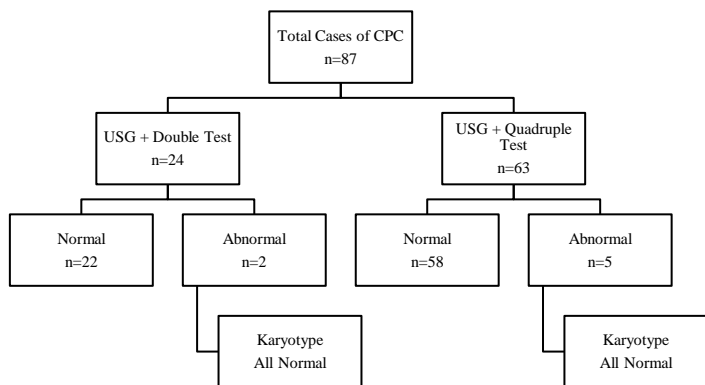 Total Cases of CPC
n=87
USG + Double Test
n=24
USG + Quadruple
Test
n=63
Normal
n=22
Abnormal
n=2
Normal
n=58
Abnormal
n=5
Karyotype
All Normal
Karyotype
All Normal